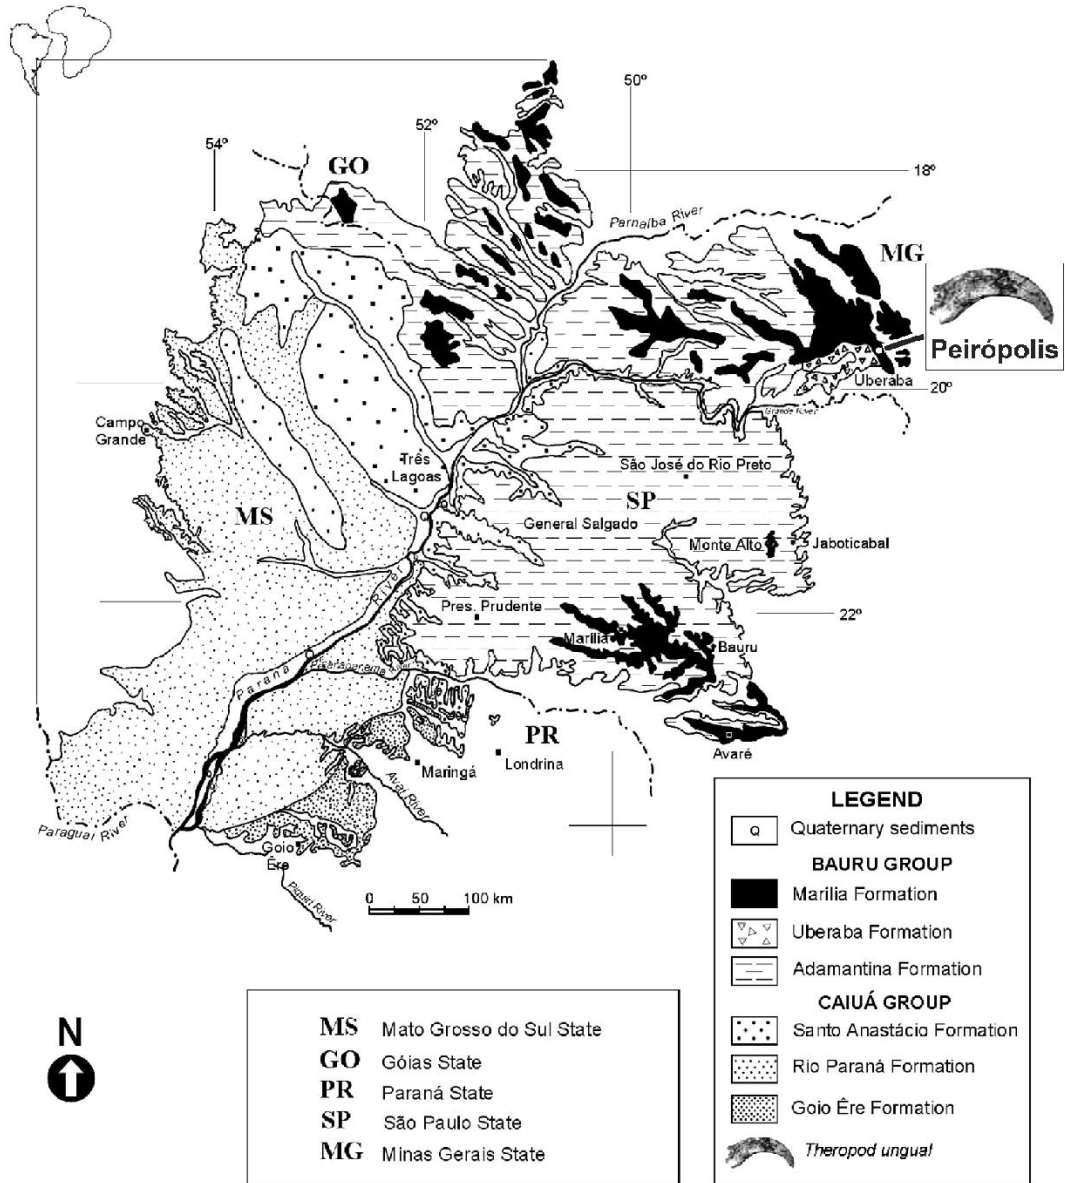 50º
52º
54º
GO
18º
Parnaíba River
MG
Peirópolis
Uberaba
20º
Grande River
Campo
Grande
Três
Lagoas
São José do Rio Preto
SP
MS
General Salgado
Monte Alto
Jaboticabal
Pres. Prudente
22º
Marília
Bauru
Paraná River
PR
Londrina
Maringá
Avaré
Avaí River
Paraguai River
Goio
Êre
Piquiri River
0 50 100 km
LEGEND
Q Quaternary sediments
BAURU GROUP
Marília Formation
Uberaba Formation
Adamantina Formation
CAIUÁ GROUP
Santo Anastácio Formation
Rio Paraná Formation
Goio Êre Formation
Theropod ungual
N
MS Mato Grosso do Sul State
GO Góias State
PR Paraná State
SP São Paulo State
MG Minas Gerais State